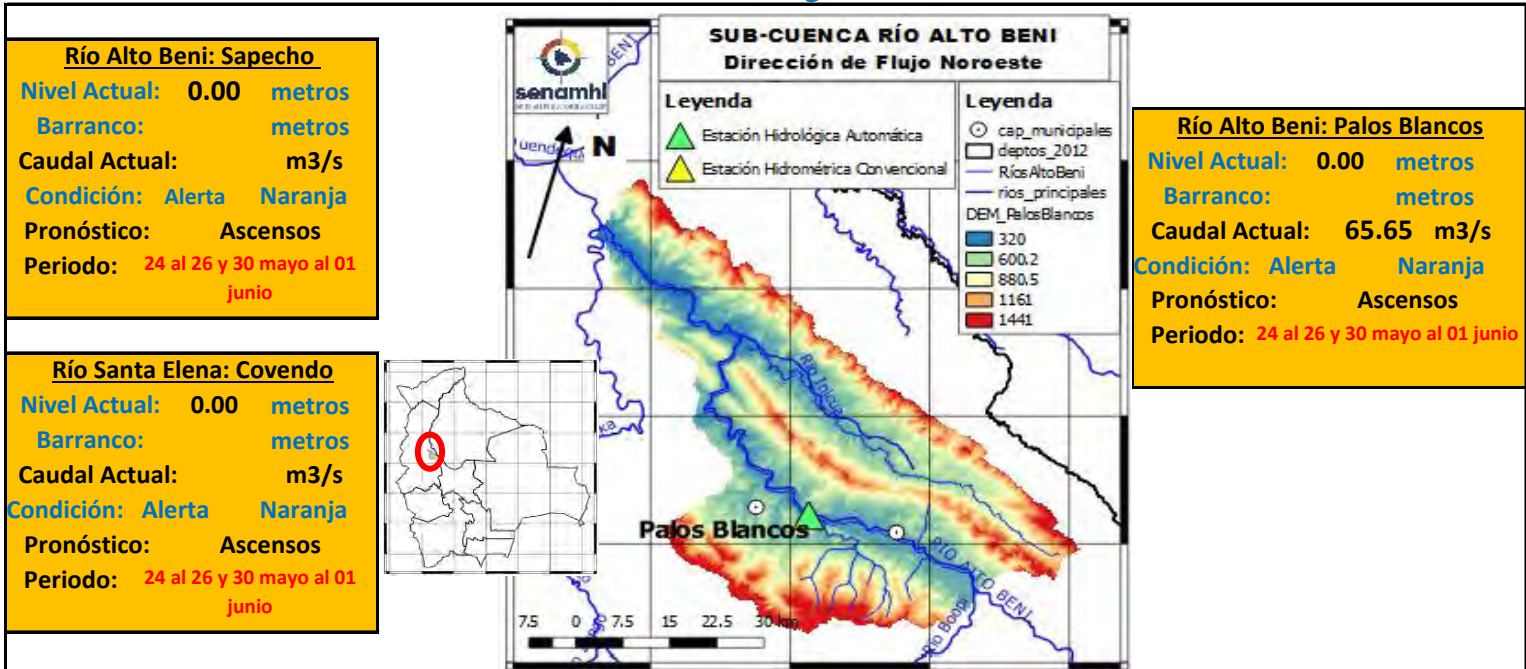 Río Alto Beni: Sapecho
Nivel Actual: 0.00 metros
Barranco: metros
Caudal Actual: m3/s
Condición: Alerta Naranja
Pronóstico: Ascensos
Periodo: 24 al 26 y 30 mayo al 01
junio
Río Santa Elena: Covendo
Nivel Actual: 0.00 metros
Barranco: metros
Caudal Actual: m3/s
Condición: Alerta Naranja
Pronóstico: Ascensos
Periodo: 24 al 26 y 30 mayo al 01
junio
senamhi
BENI
SUB-CUENCA RÍO ALTO BENI
Dirección de Flujo Noroeste
Leyenda
Estación Hidrológica Automática
Estación Hidrométrica Convencional
Leyenda
cap_municipales
deptos_2012
RíosAltoBeni
rios_principales
DEM_PalosBlancos
320
600.2
880.5
1161
1441
N
Palos Blancos
RÍO ALTO BENI
7.5 0 7.5 15 22.5 30 km
Río Alto Beni: Palos Blancos
Nivel Actual: 0.00 metros
Barranco: metros
Caudal Actual: 65.65 m3/s
Condición: Alerta Naranja
Pronóstico: Ascensos
Periodo: 24 al 26 y 30 mayo al 01 junio